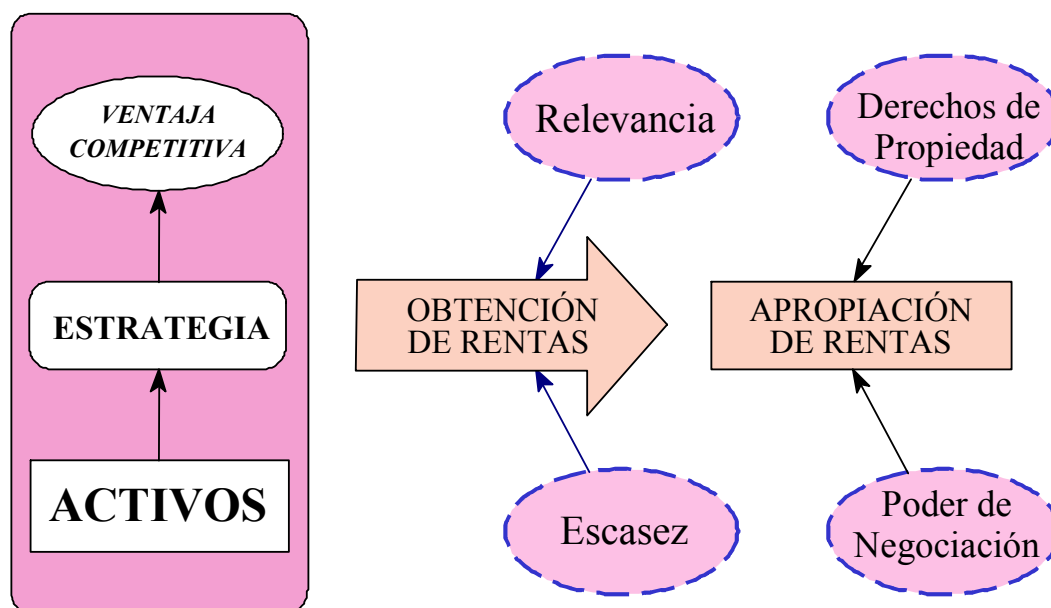 VENTAJA
COMPETITIVA
ESTRATEGIA
ACTIVOS
Relevancia
OBTENCIÓN
DE RENTAS
Escasez
Derechos de
Propiedad
APROPIACIÓN
DE RENTAS
Poder de
Negociación